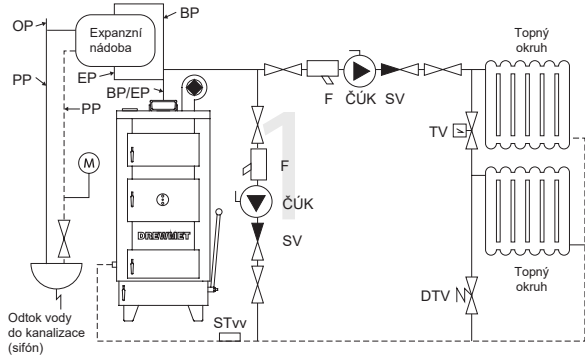 OP
BP
Expanzní
nádoba
PP
EP
BP/EP
PP
M
F ČÚK SV
Topný
okruh
TV
1
F
ČÚK
SV
DREWMET
DTV
Topný
okruh
STvv
Odtok vody
do kanalizace
(sifón)